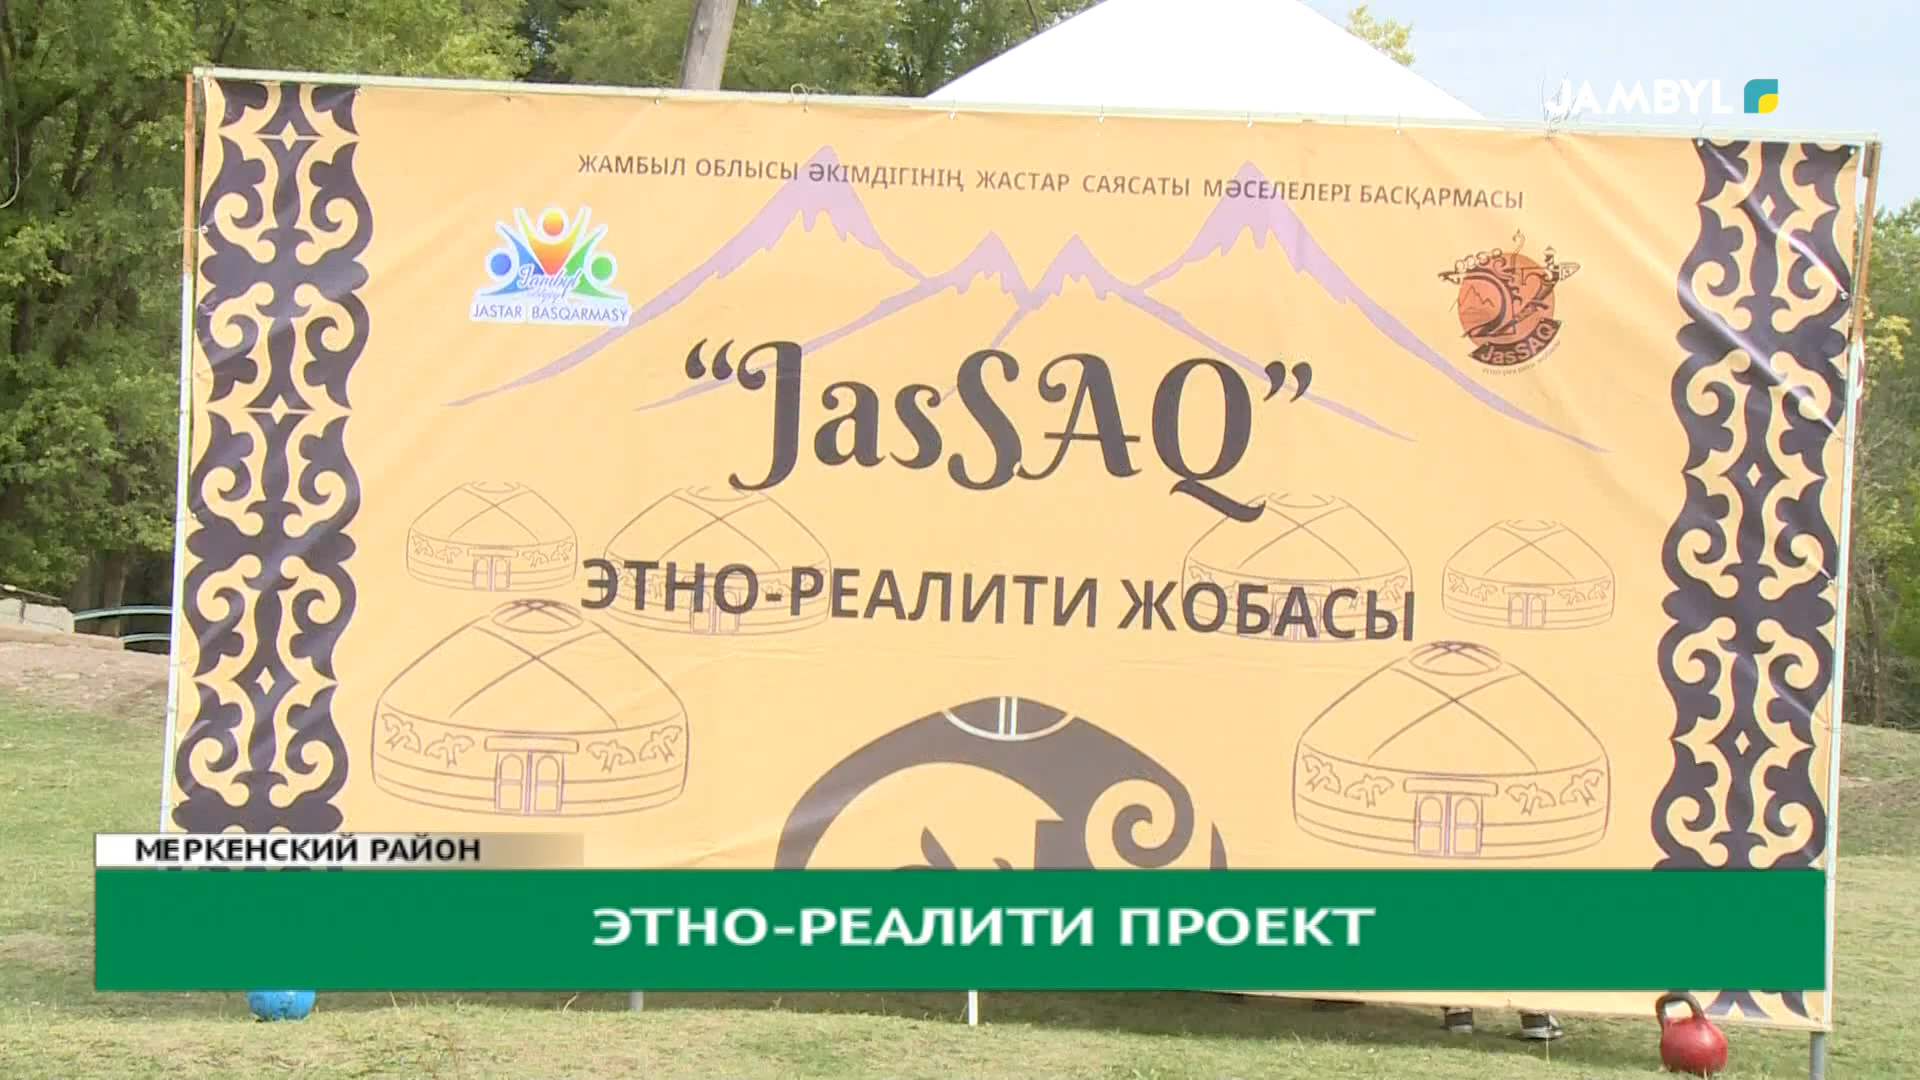 JAMBYL
ЖАМБЫЛ ОБЛЫСЫ ӘКІМДІГІНІҢ ЖАСТАР САЯСАТЫ МӘСЕЛЕЛЕРІ БАСҚАРМАСЫ
Jambyl
JASTAR BASQARMASY
JasSAQ
“JasSAQ”
ЭТНО-РЕАЛИТИ ЖОБАСЫ
МЕРКЕНСКИЙ РАЙОН
ЭТНО-РЕАЛИТИ ПРОЕКТ